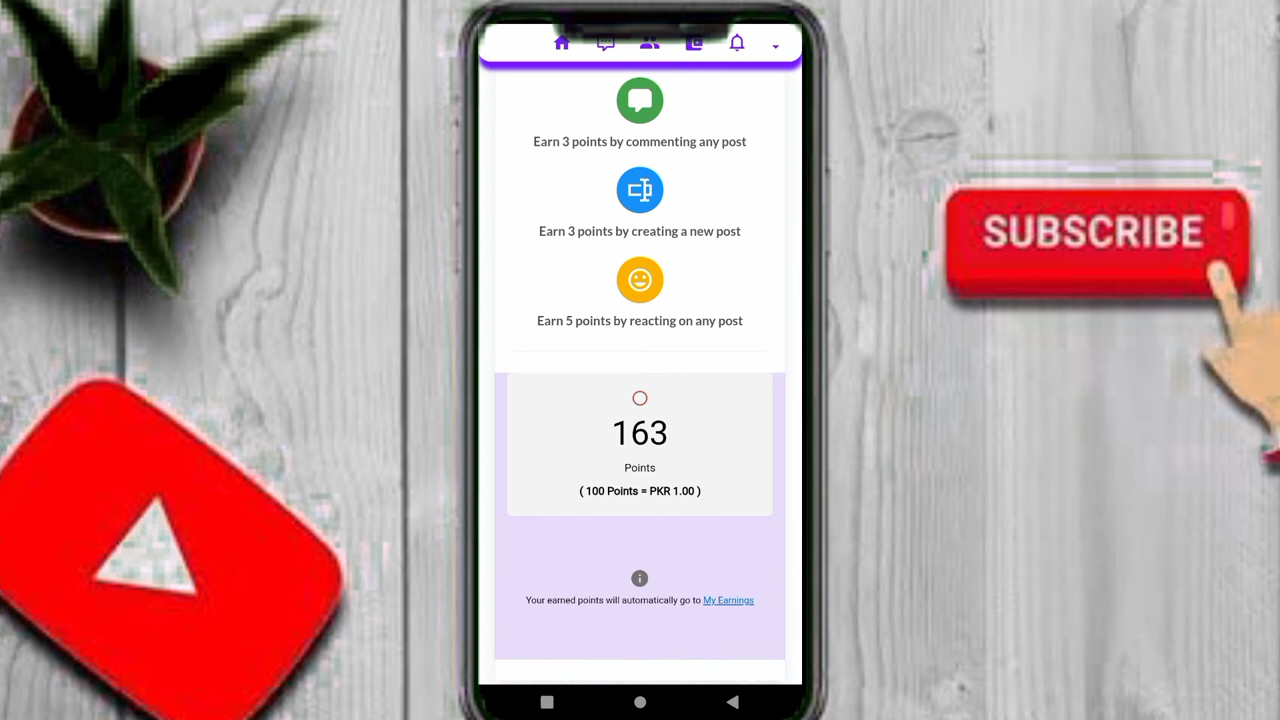 Earn 3 points by commenting any post
Earn 3 points by creating a new post
Earn 5 points by reacting on any post
163
Points
( 100 Points = PKR 1.00 )
Your earned points will automatically go to My Earnings
SUBSCRIBE